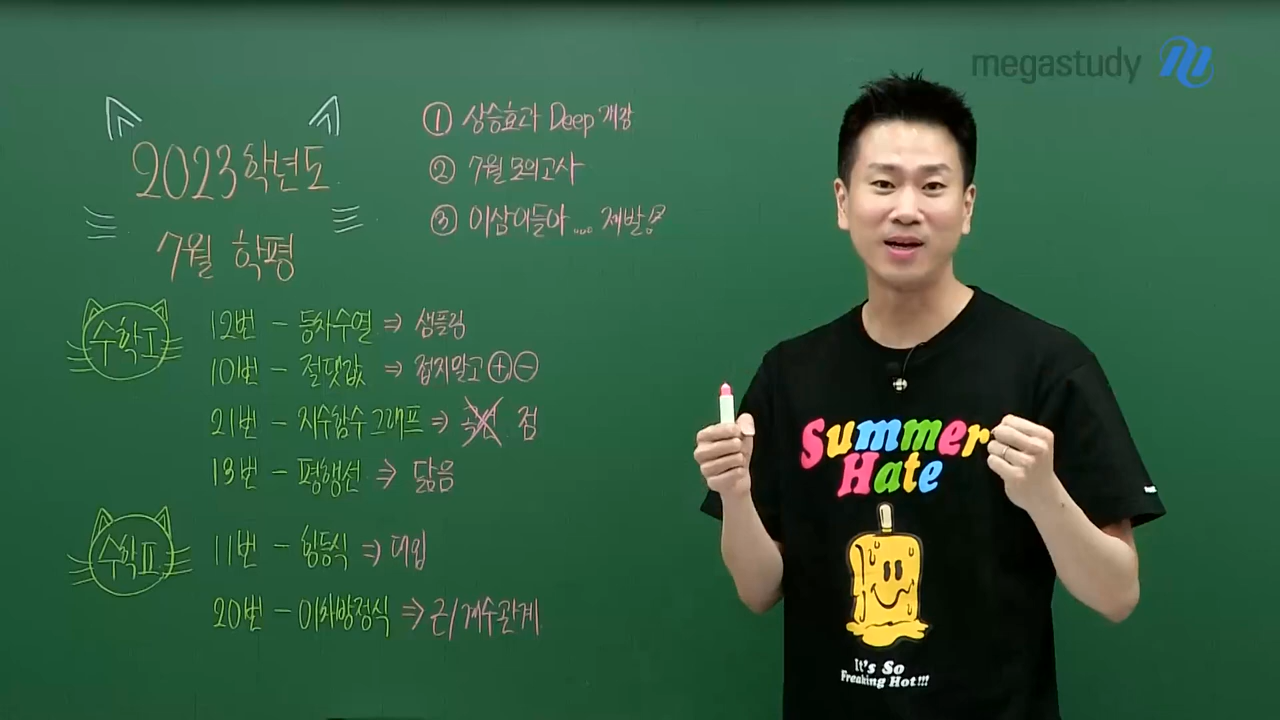 megastudy
2023학년도
7월 학평
① 상승효과 Deep 개강
② 7월 모의고사
③ 이삼이들아 ... 제발
수학I
12번 - 등차수열 ⇒ 샘플링
10번 - 절댓값 ⇒ 접지말고 ⊕⊖
21번 - 지수함수 그래프 ⇒ 점
13번 - 평행선 ⇒ 닮음
수학II
11번 - 항등식 ⇒ 대입
20번 - 이차방정식 ⇒ 근/계수관계
Summer
Hate
It's So
Freaking Hot!!!